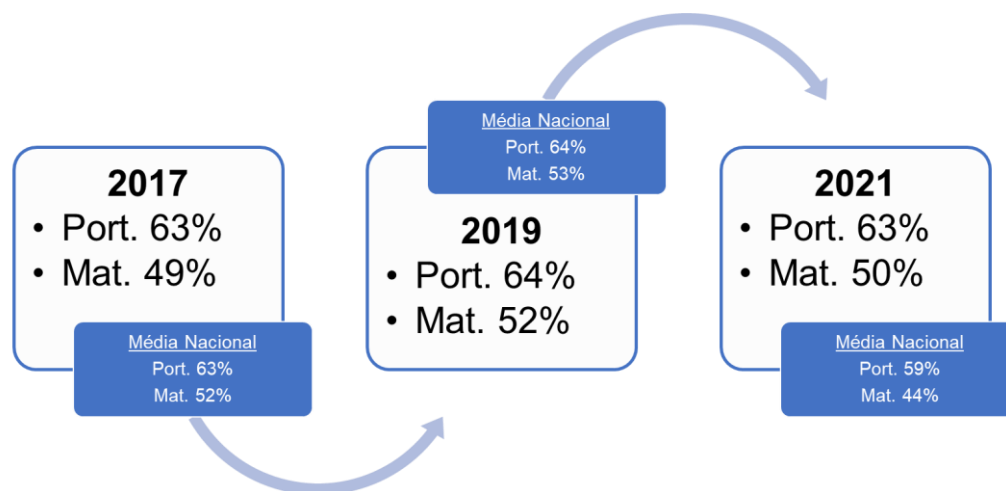 2017
• Port. 63%
• Mat. 49%
Média Nacional
Port. 63%
Mat. 52%
Média Nacional
Port. 64%
Mat. 53%
2019
• Port. 64%
• Mat. 52%
2021
• Port. 63%
• Mat. 50%
Média Nacional
Port. 59%
Mat. 44%